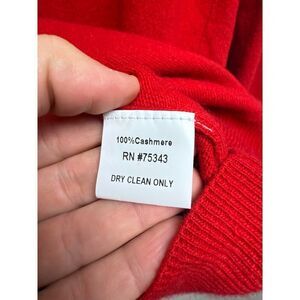 100%Cashmere
RN #75343
DRY CLEAN ONLY